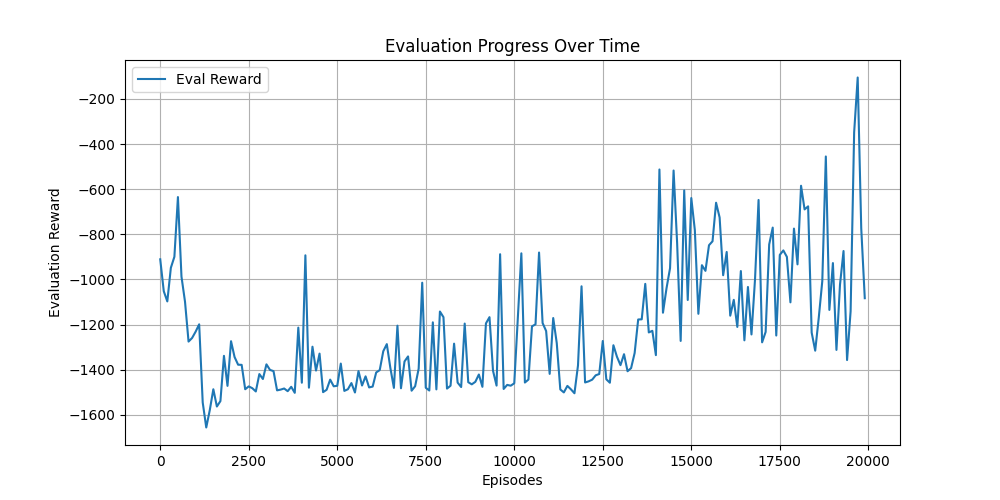 Evaluation Progress Over Time
Eval Reward
−200
−400
−600
−800
−1000
−1200
−1400
−1600
Evaluation Reward
0 2500 5000 7500 10000 12500 15000 17500 20000
Episodes